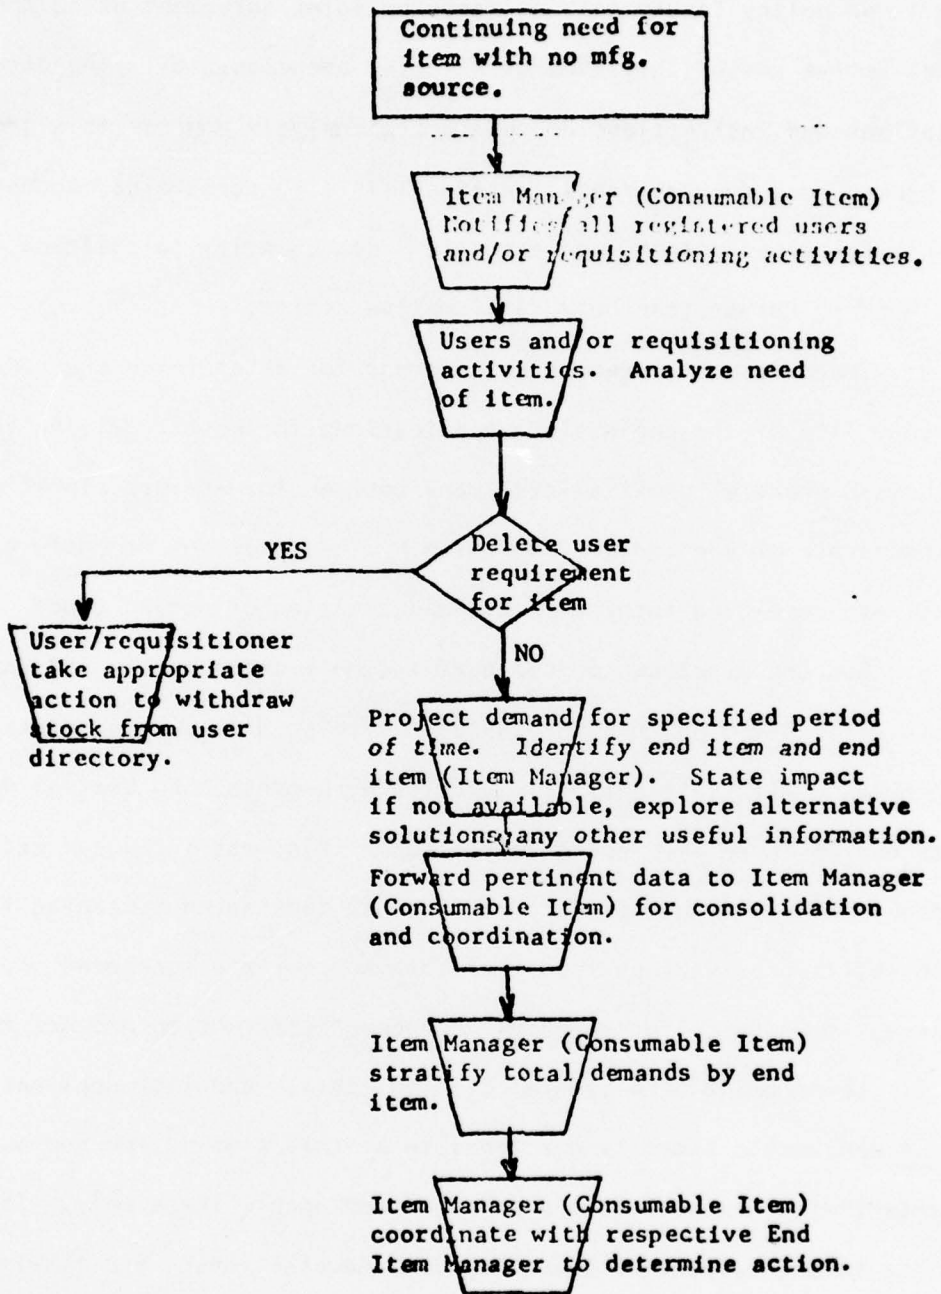 Continuing need for
item with no mfg.
source.
Item Manager (Consumable Item)
Notifies all registered users
and/or requisitioning activities.
Users and or requisitioning
activities. Analyze need
of item.
YES
Delete user
requirement
for item
User/requisitioner
take appropriate
action to withdraw
stock from user
directory.
NO
Project demand for specified period
of time. Identify end item and end
item (Item Manager). State impact
if not available, explore alternative
solutions, any other useful information.
Forward pertinent data to Item Manager
(Consumable Item) for consolidation
and coordination.
Item Manager (Consumable Item)
stratify total demands by end
item.
Item Manager (Consumable Item)
coordinate with respective End
Item Manager to determine action.